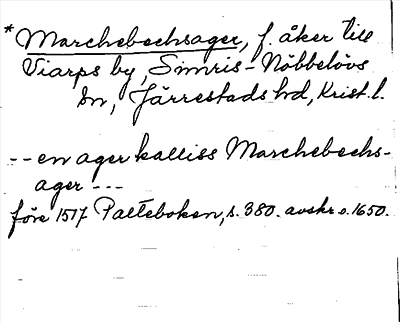 * Marchebechsager, f. åker till
Viarps by, Simris-Nöbbelövs
sn, Järrestads hd, Krist. l.
-- en ager kalliss Marchebechs-
ager ---
före 1517 Palteboken, s. 380. avskr. o. 1650.